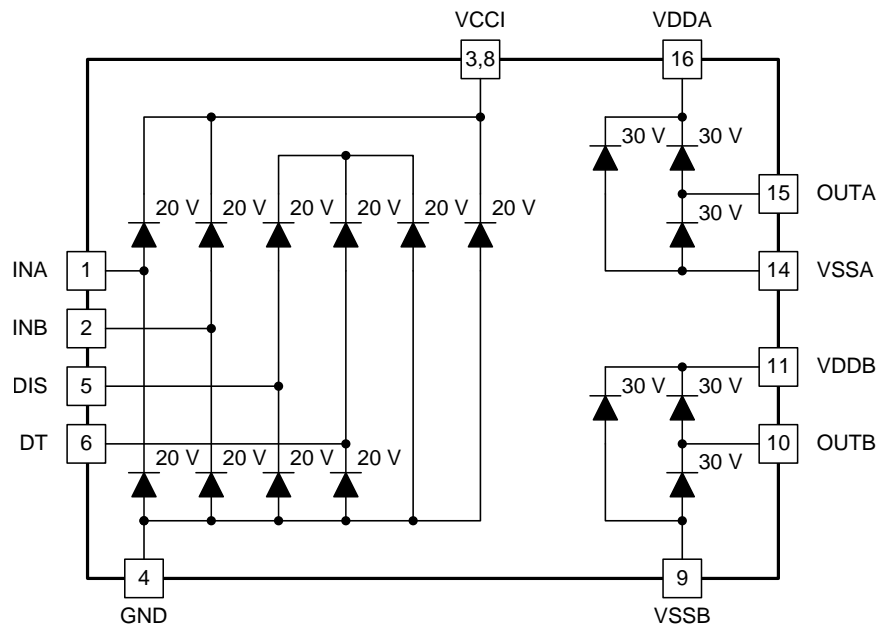 VCCI
VDDA
3,8
16
30 V 30 V
15 OUTA
20 V 20 V 20 V 20 V 20 V 20 V
30 V
INA 1
14 VSSA
INB 2
11 VDDB
DIS 5
30 V 30 V
DT 6
10 OUTB
20 V 20 V 20 V 20 V
30 V
4
9
GND
VSSB